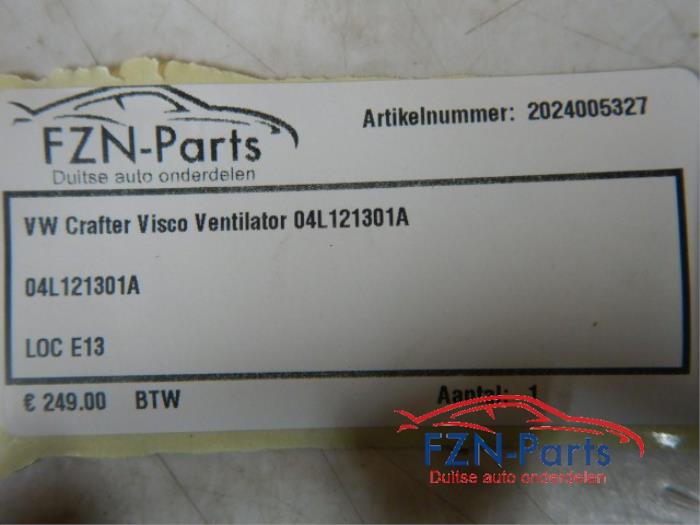 FZN-Parts
Duitse auto onderdelen
Artikelnummer: 2024005327
VW Crafter Visco Ventilator 04L121301A
04L121301A
LOC E13
€ 249.00 BTW
Aantal: 1
FZN-Parts
Duitse auto onderdelen